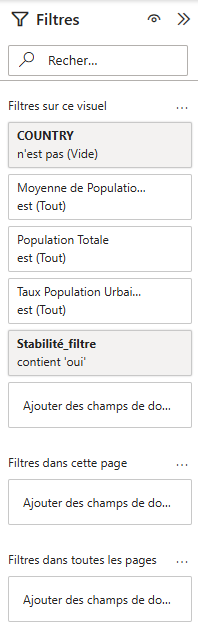 Filtres
Recher...
Filtres sur ce visuel
COUNTRY
n'est pas (Vide)
Moyenne de Populatio...
est (Tout)
Population Totale
est (Tout)
Taux Population Urbai...
est (Tout)
Stabilité_filtre
contient 'oui'
Ajouter des champs de do...
Filtres dans cette page
Ajouter des champs de do...
Filtres dans toutes les pages
Ajouter des champs de do...